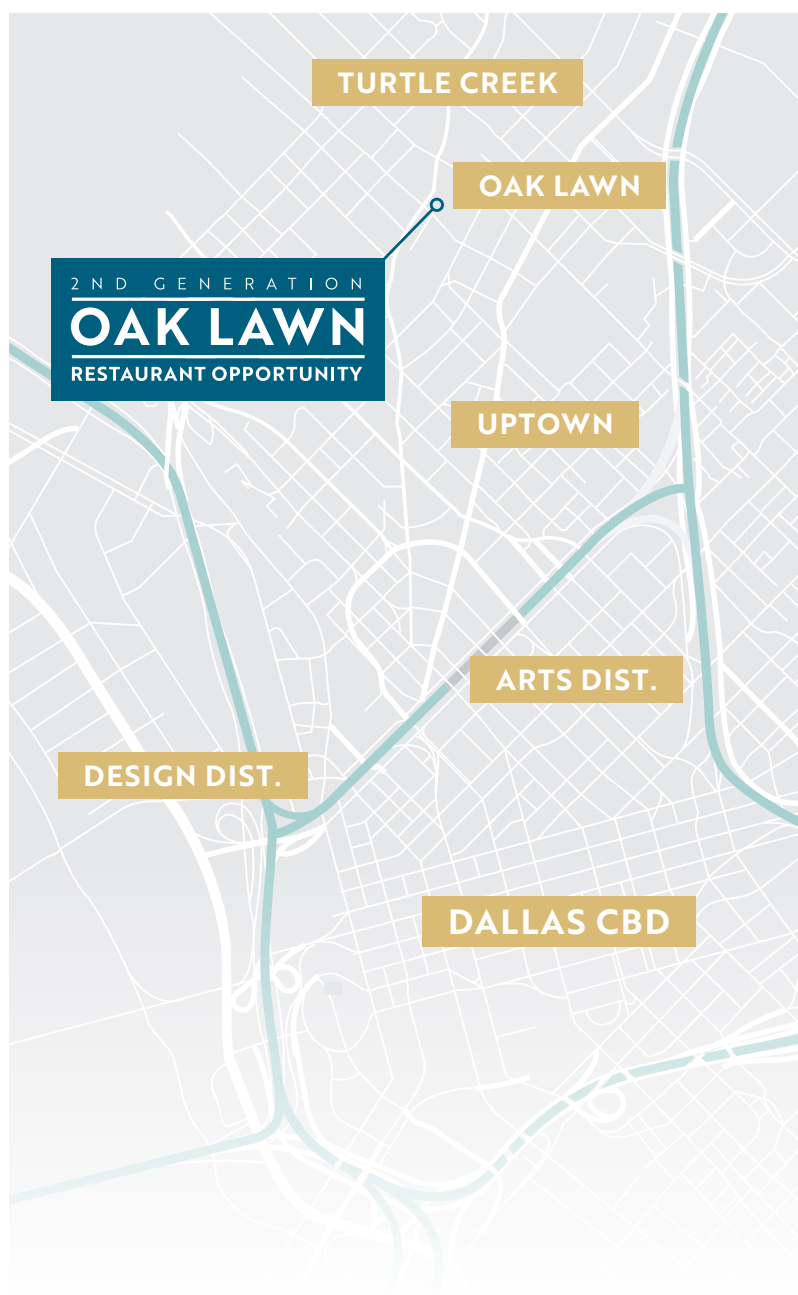 TURTLE CREEK
OAK LAWN
2ND GENERATION
OAK LAWN
RESTAURANT OPPORTUNITY
UPTOWN
ARTS DIST.
DESIGN DIST.
DALLAS CBD